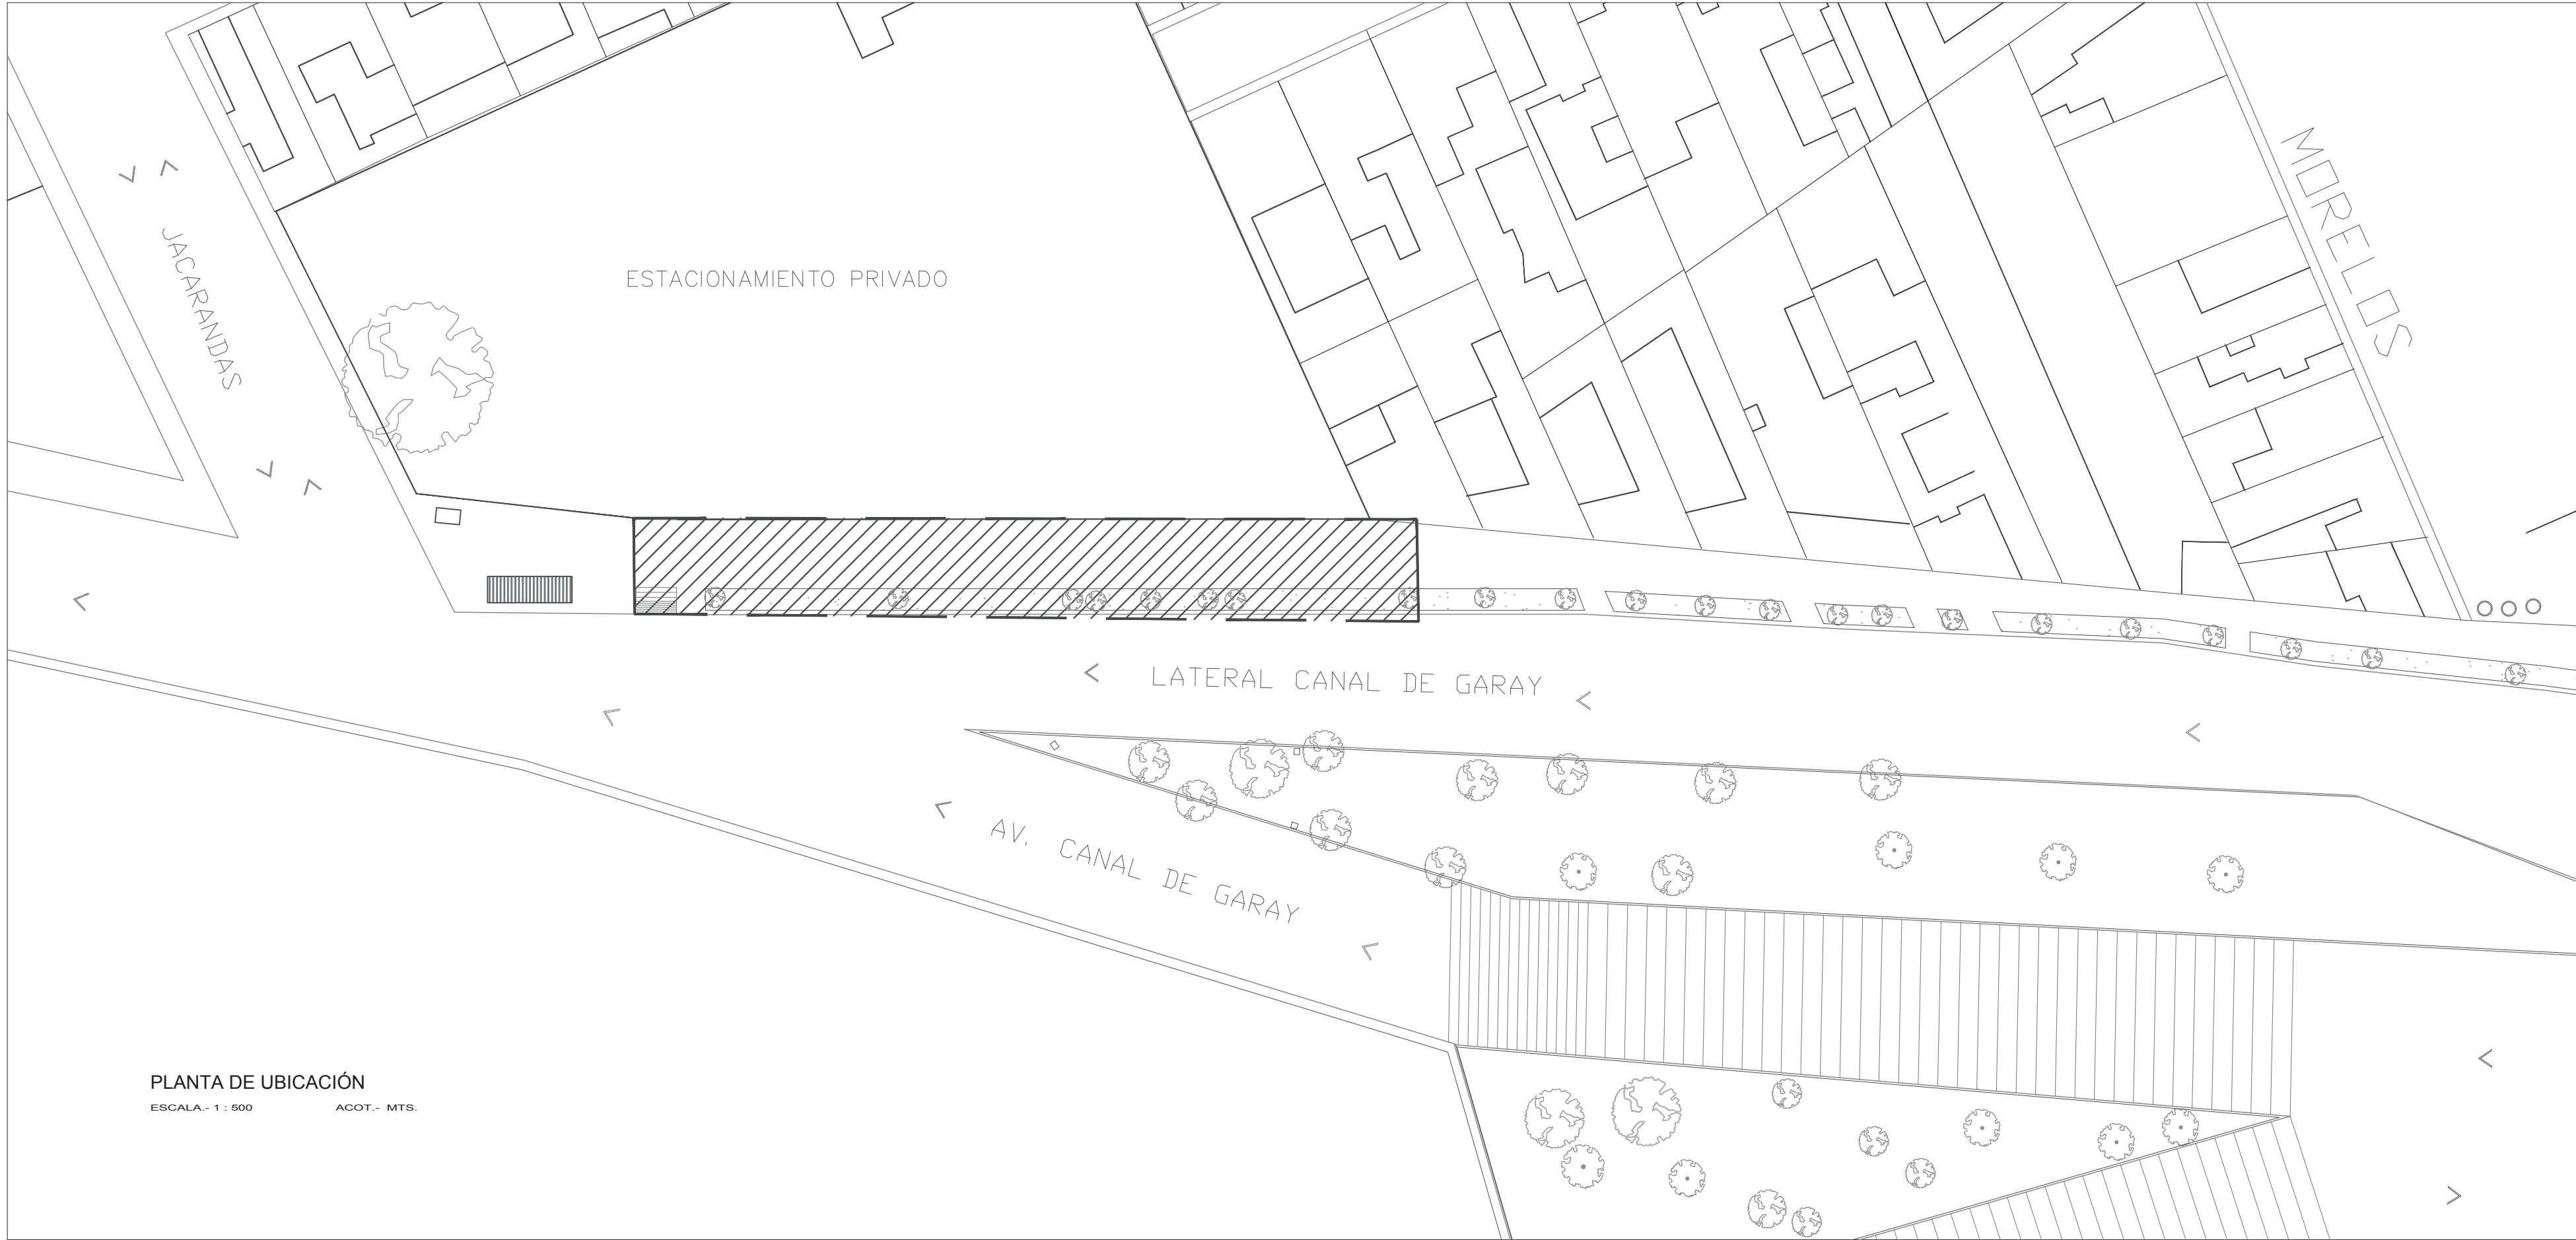 MORELOS
JACARANDAS
ESTACIONAMIENTO PRIVADO
LATERAL CANAL DE GARAY
AV. CANAL DE GARAY
PLANTA DE UBICACIÓN
ESCALA.- 1 : 500 ACOT.- MTS.